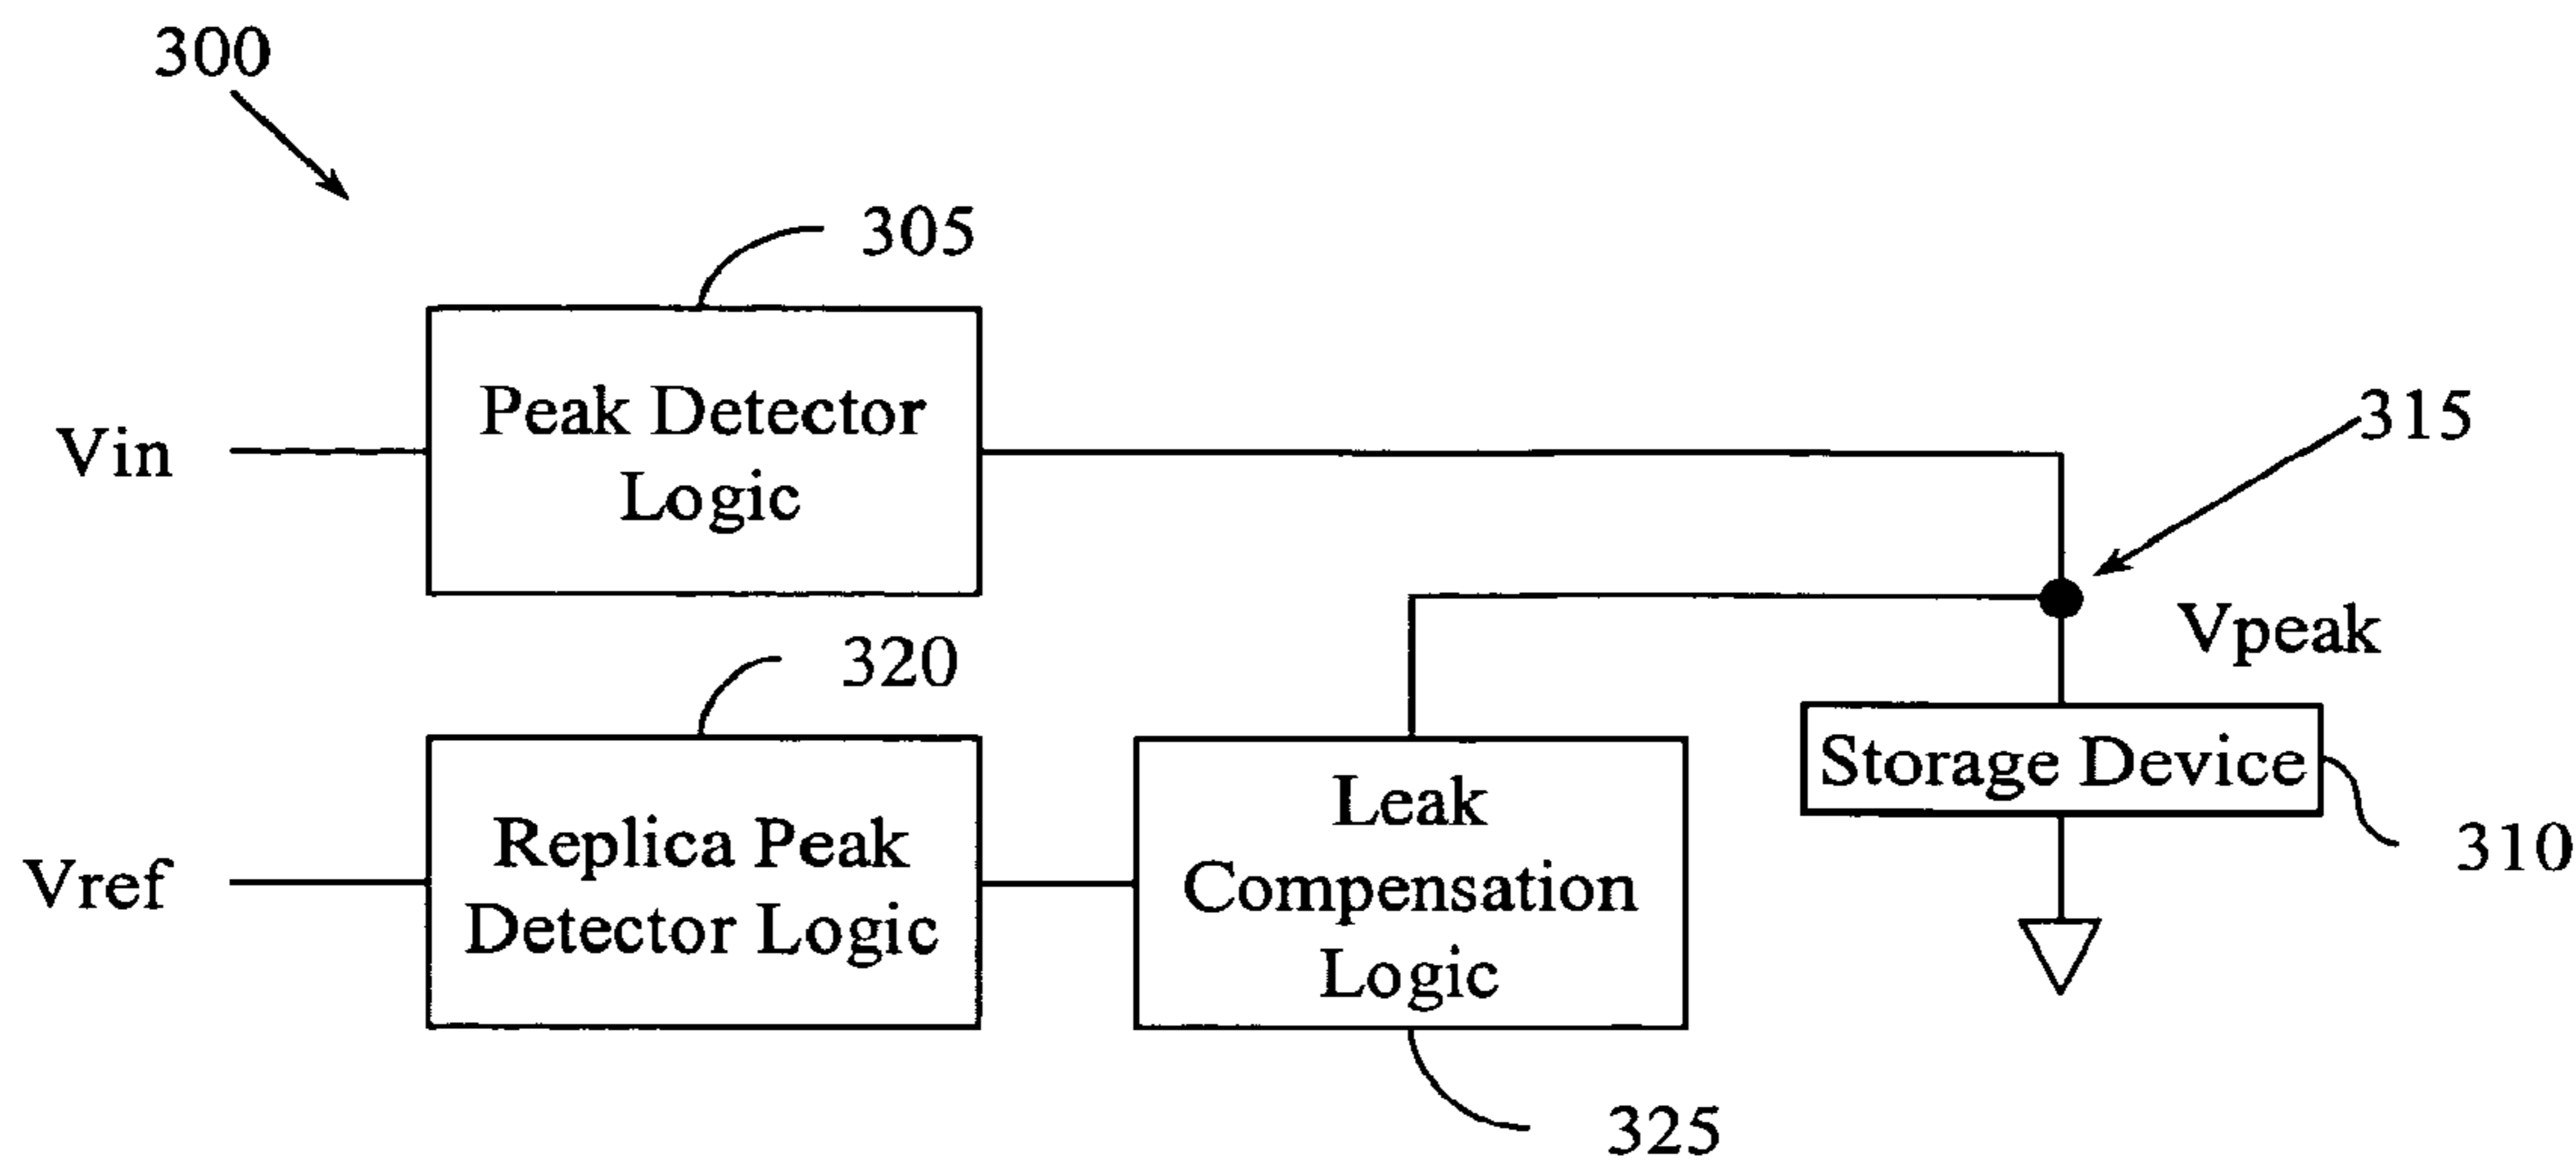 300
305
Peak Detector
Logic
Vin
315
Vpeak
320
Storage Device
310
Replica Peak
Detector Logic
Vref
Leak
Compensation
Logic
325